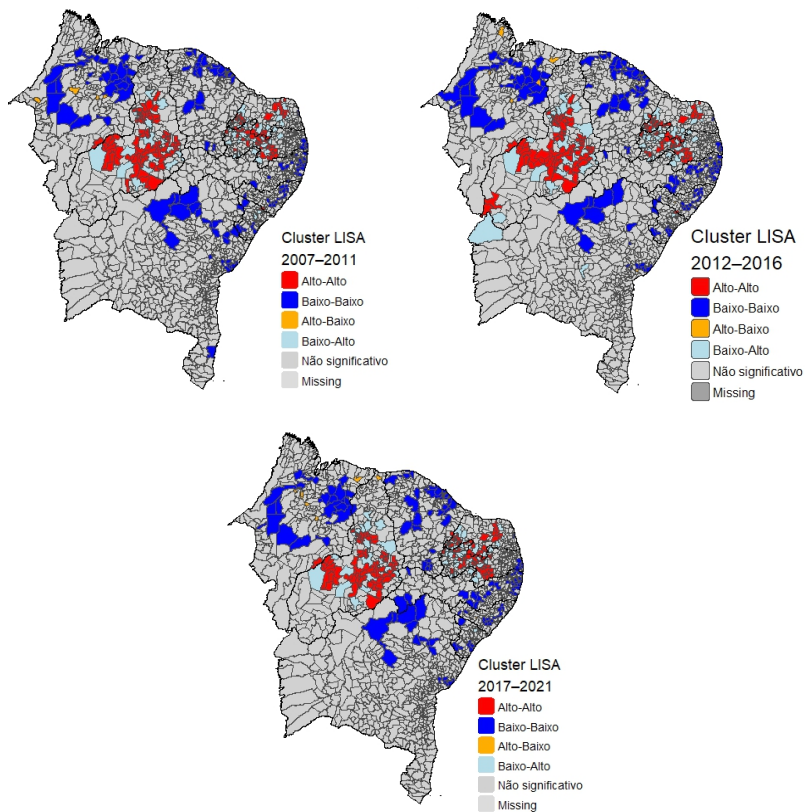 Cluster LISA
2007–2011
Alto-Alto
Baixo-Baixo
Alto-Baixo
Baixo-Alto
Não significativo
Missing
Cluster LISA
2012–2016
Alto-Alto
Baixo-Baixo
Alto-Baixo
Baixo-Alto
Não significativo
Missing
Cluster LISA
2017–2021
Alto-Alto
Baixo-Baixo
Alto-Baixo
Baixo-Alto
Não significativo
Missing